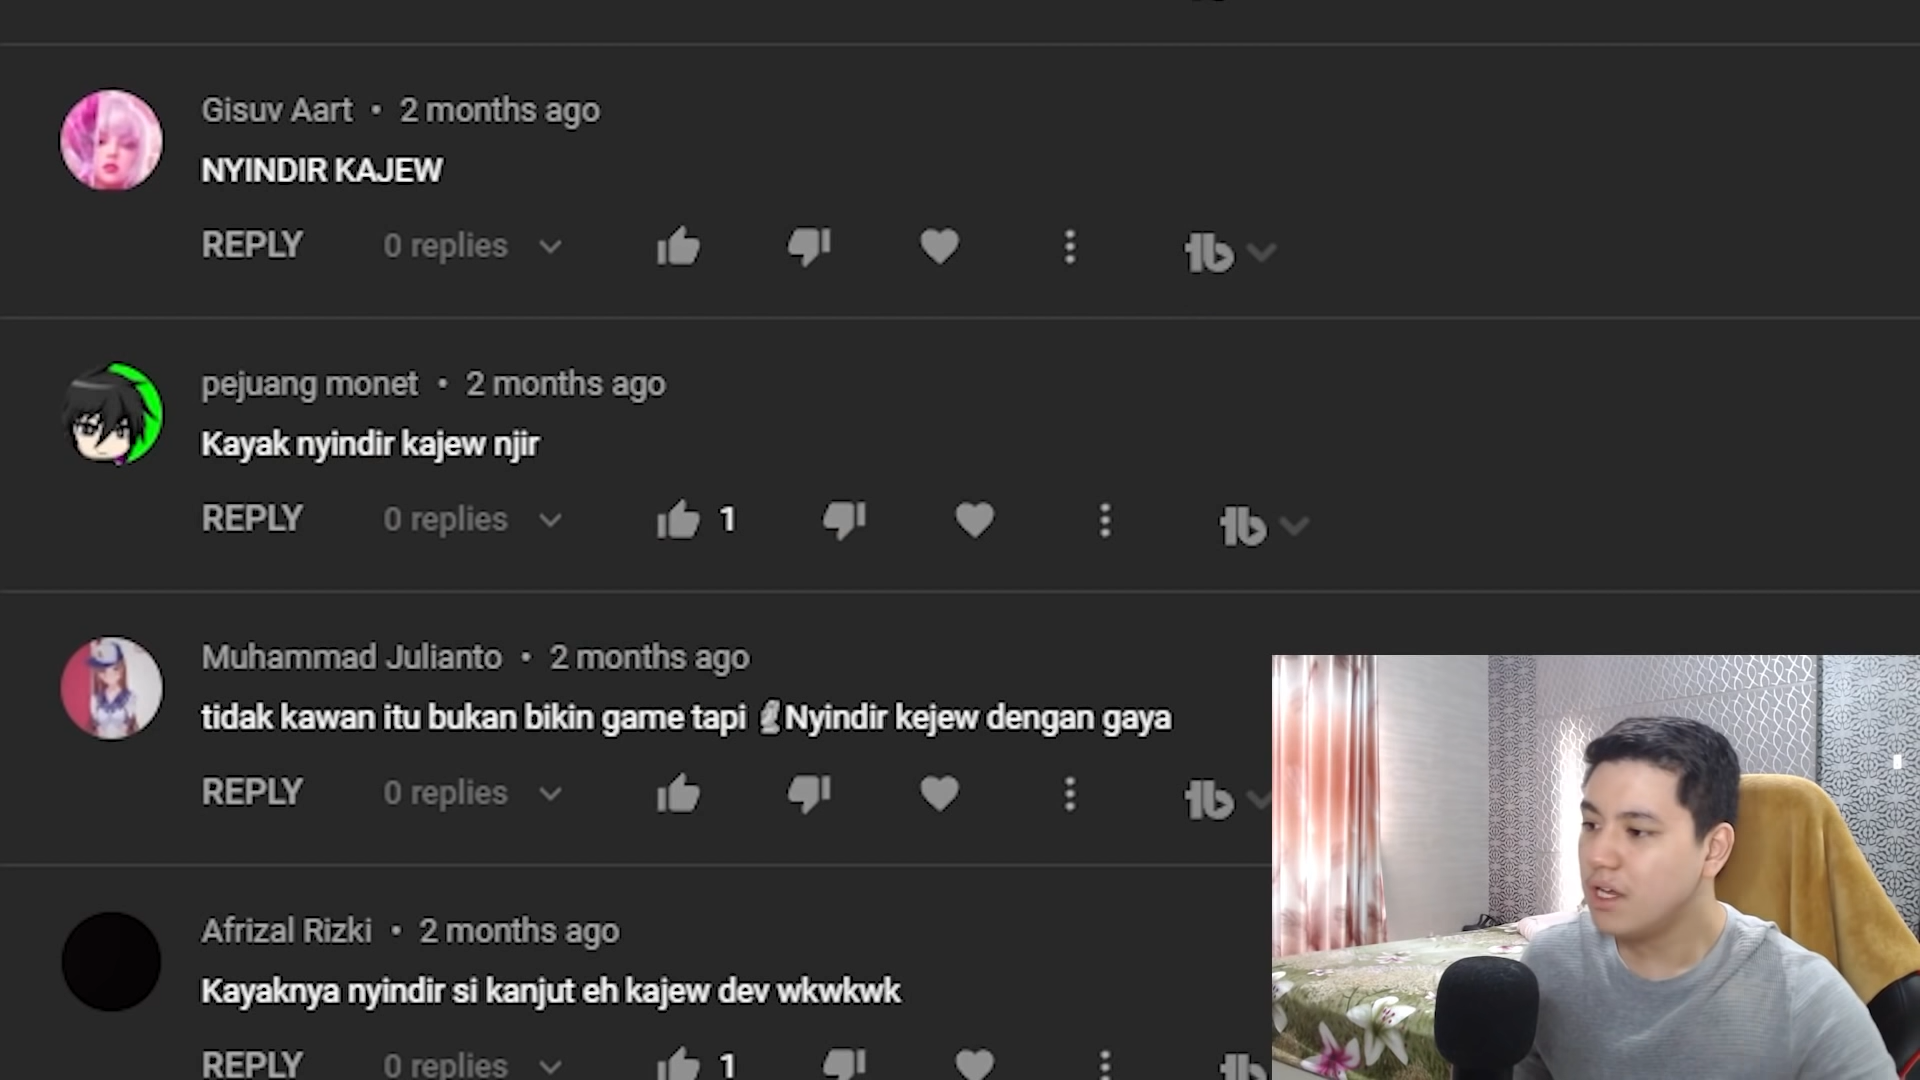 Gisuv Aart • 2 months ago
NYINDIR KAJEW
REPLY 0 replies
pejuang monet • 2 months ago
Kayak nyindir kajew njir
REPLY 0 replies 1
Muhammad Julianto • 2 months ago
tidak kawan itu bukan bikin game tapi 🗿Nyindir kejew dengan gaya
REPLY 0 replies
Afrizal Rizki • 2 months ago
Kayaknya nyindir si kanjut eh kajew dev wkwkwk
REPLY 0 replies 1